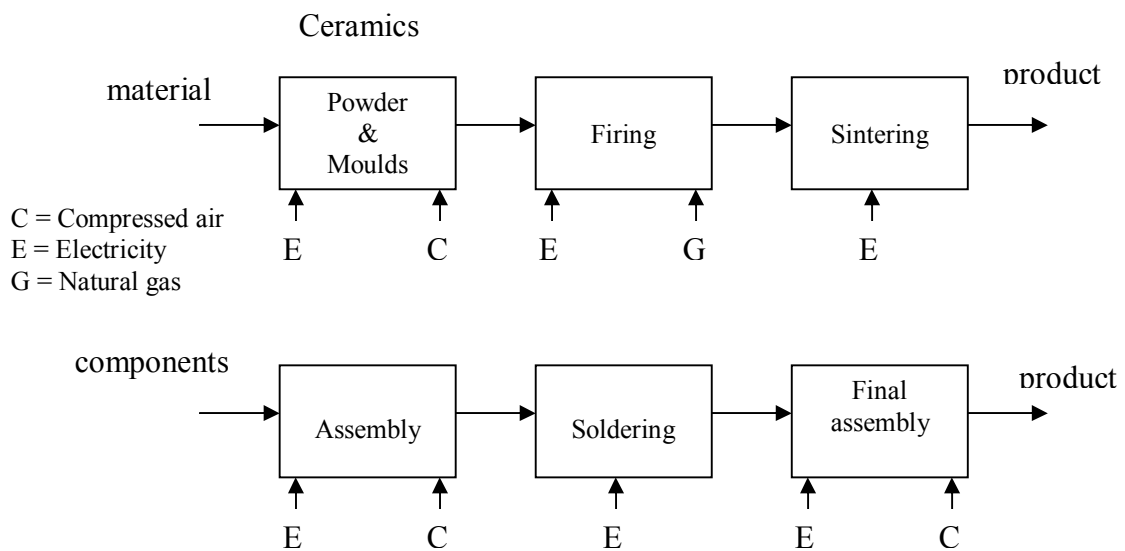 Ceramics
material
product
Powder
&
Moulds
Firing
Sintering
C = Compressed air
E = Electricity
G = Natural gas
E
C
E
G
E
components
product
Assembly
Soldering
Final
assembly
E
C
E
E
C